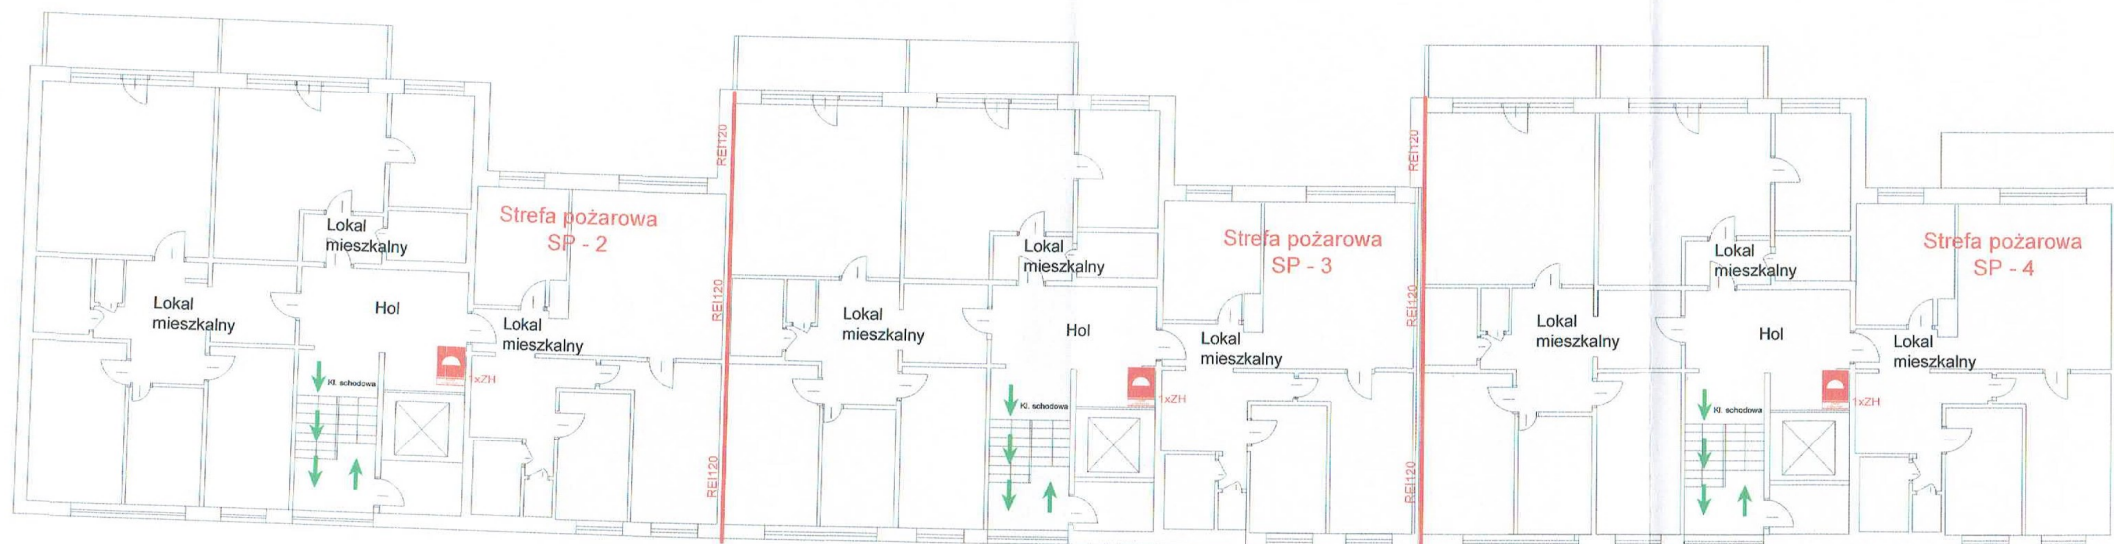 Strefa pożarowa
SP - 2
Lokal
mieszkalny
Lokal
mieszkalny
Hol
Lokal
mieszkalny
Kl. schodowa
1xZH
REI120
REI120
REI120
Strefa pożarowa
SP - 3
Lokal
mieszkalny
Lokal
mieszkalny
Hol
Lokal
mieszkalny
Kl. schodowa
1xZH
REI120
REI120
REI120
Strefa pożarowa
SP - 4
Lokal
mieszkalny
Lokal
mieszkalny
Hol
Lokal
mieszkalny
Kl. schodowa
1xZH